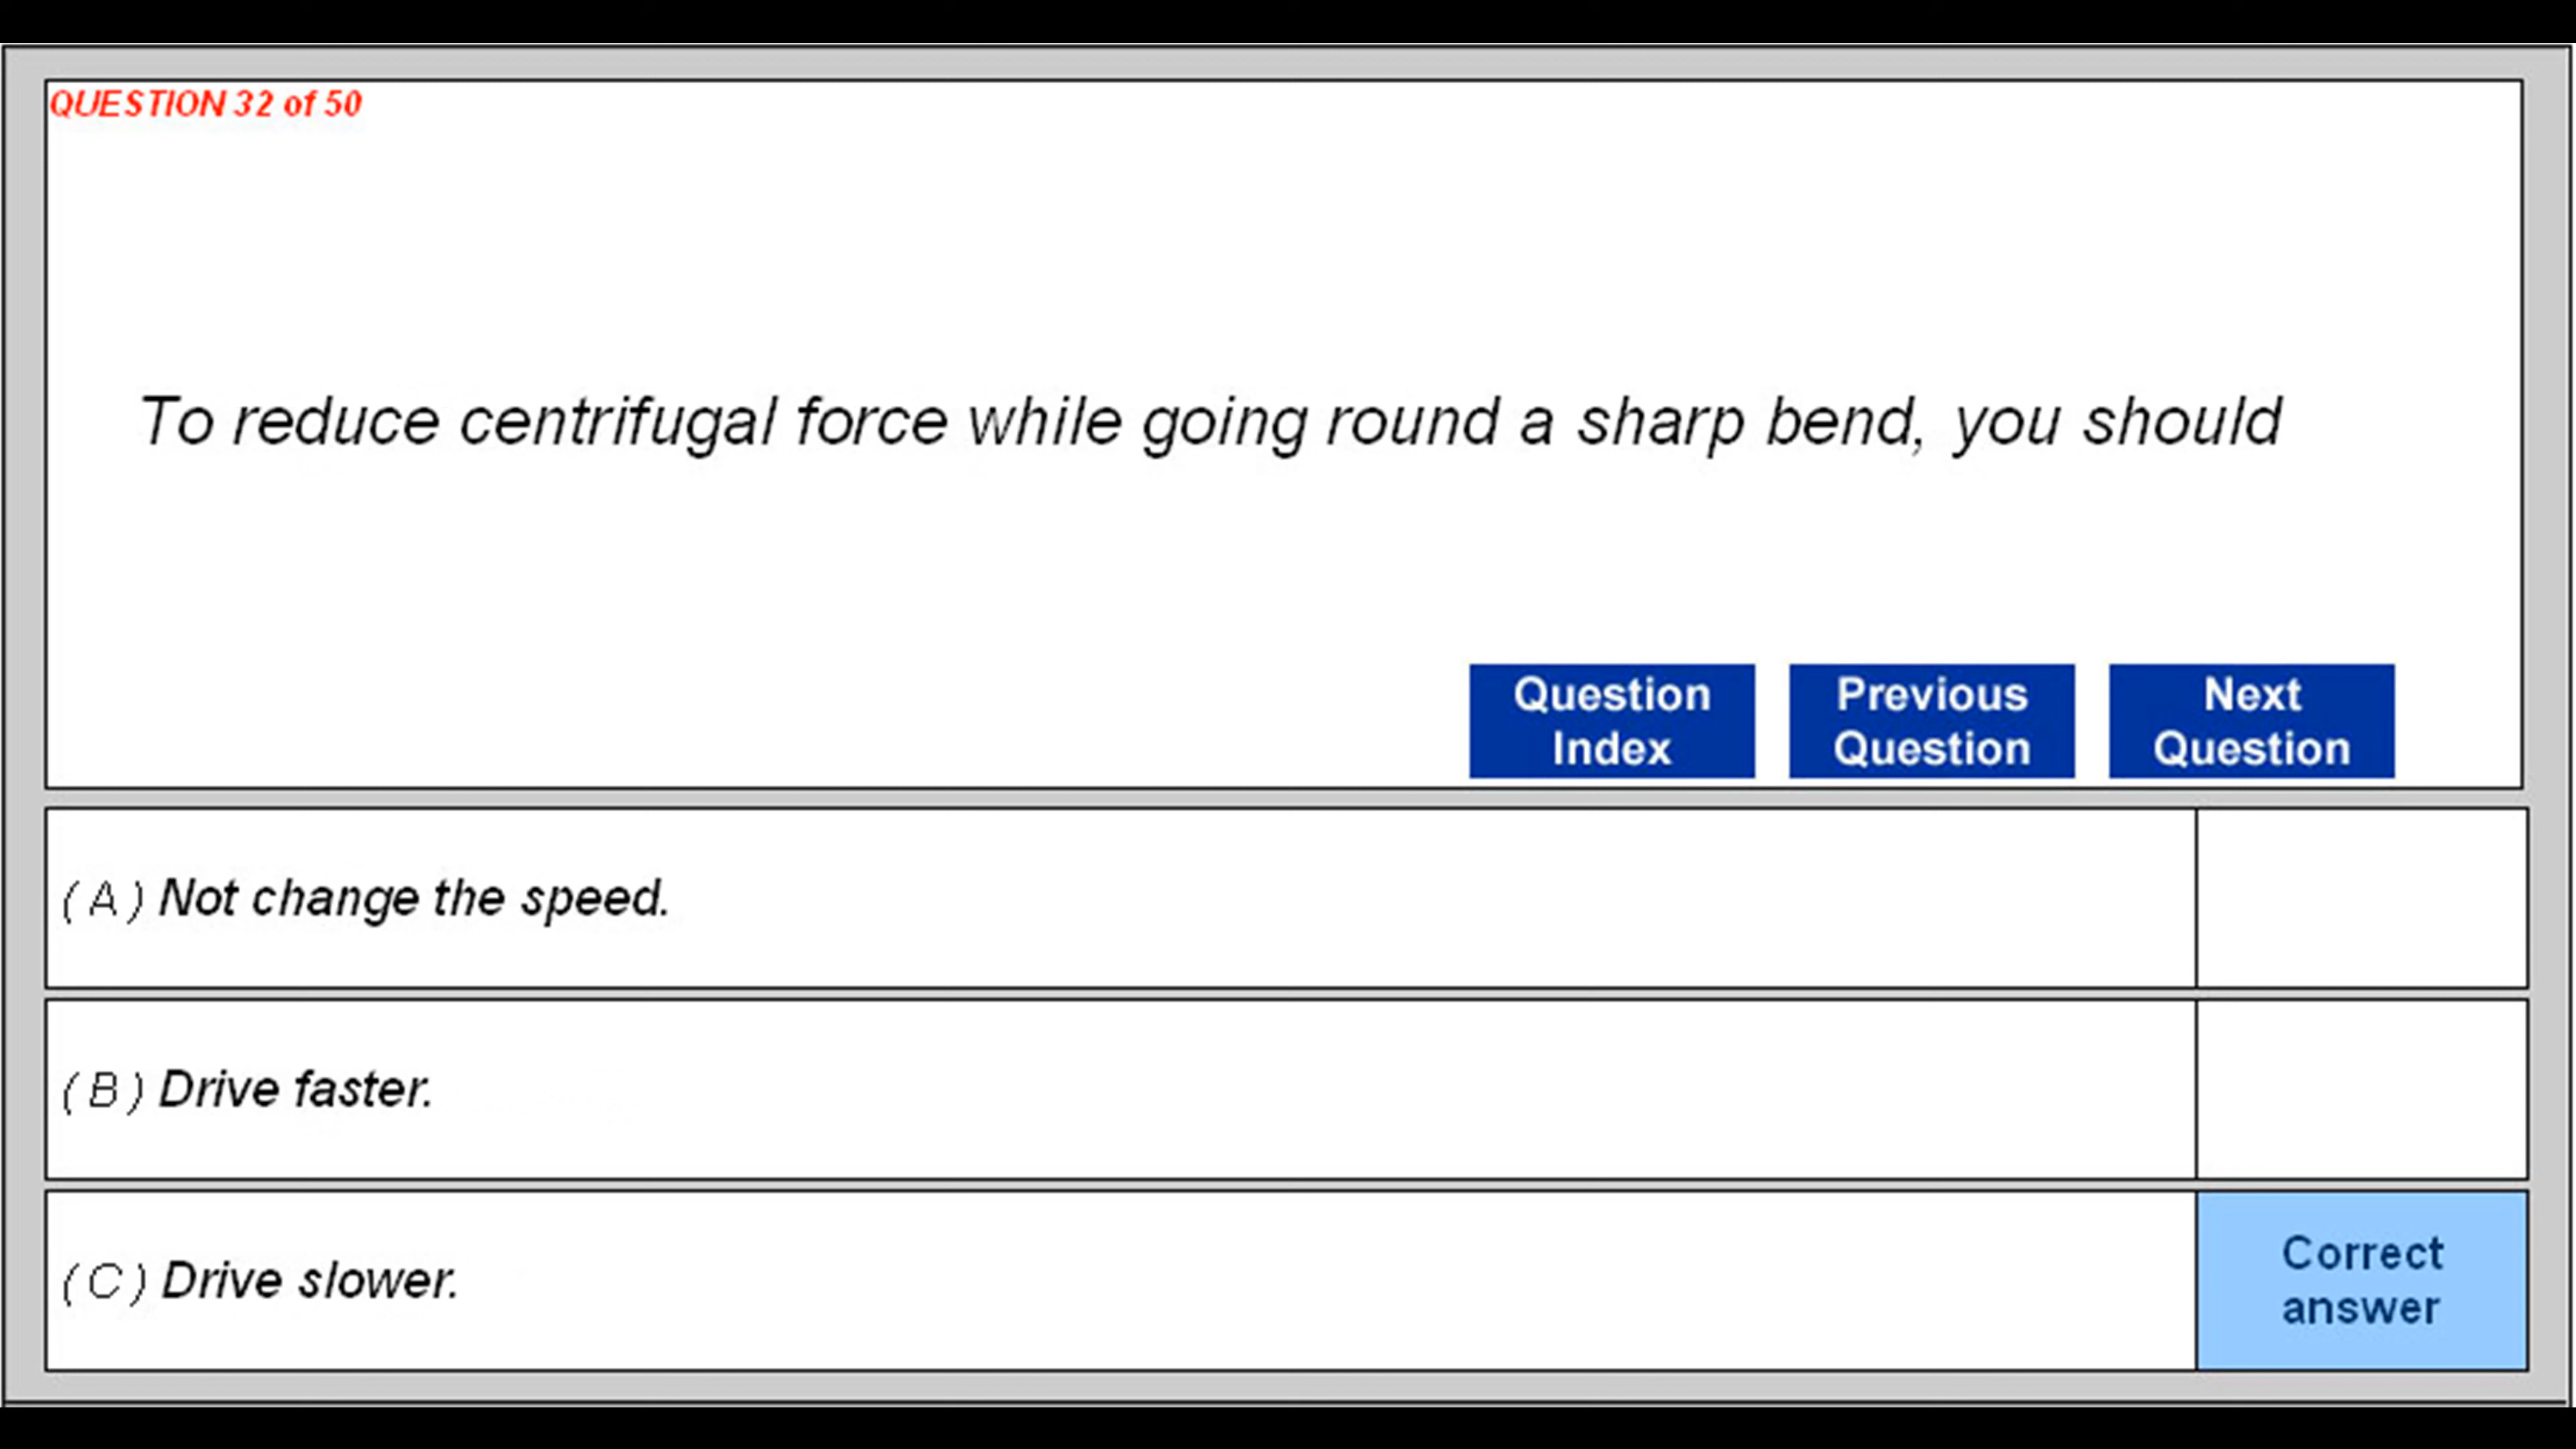 QUESTION 32 of 50
To reduce centrifugal force while going round a sharp bend, you should
Question
Index
Previous
Question
Next
Question
(A) Not change the speed.
(B) Drive faster.
(C) Drive slower.
Correct
answer